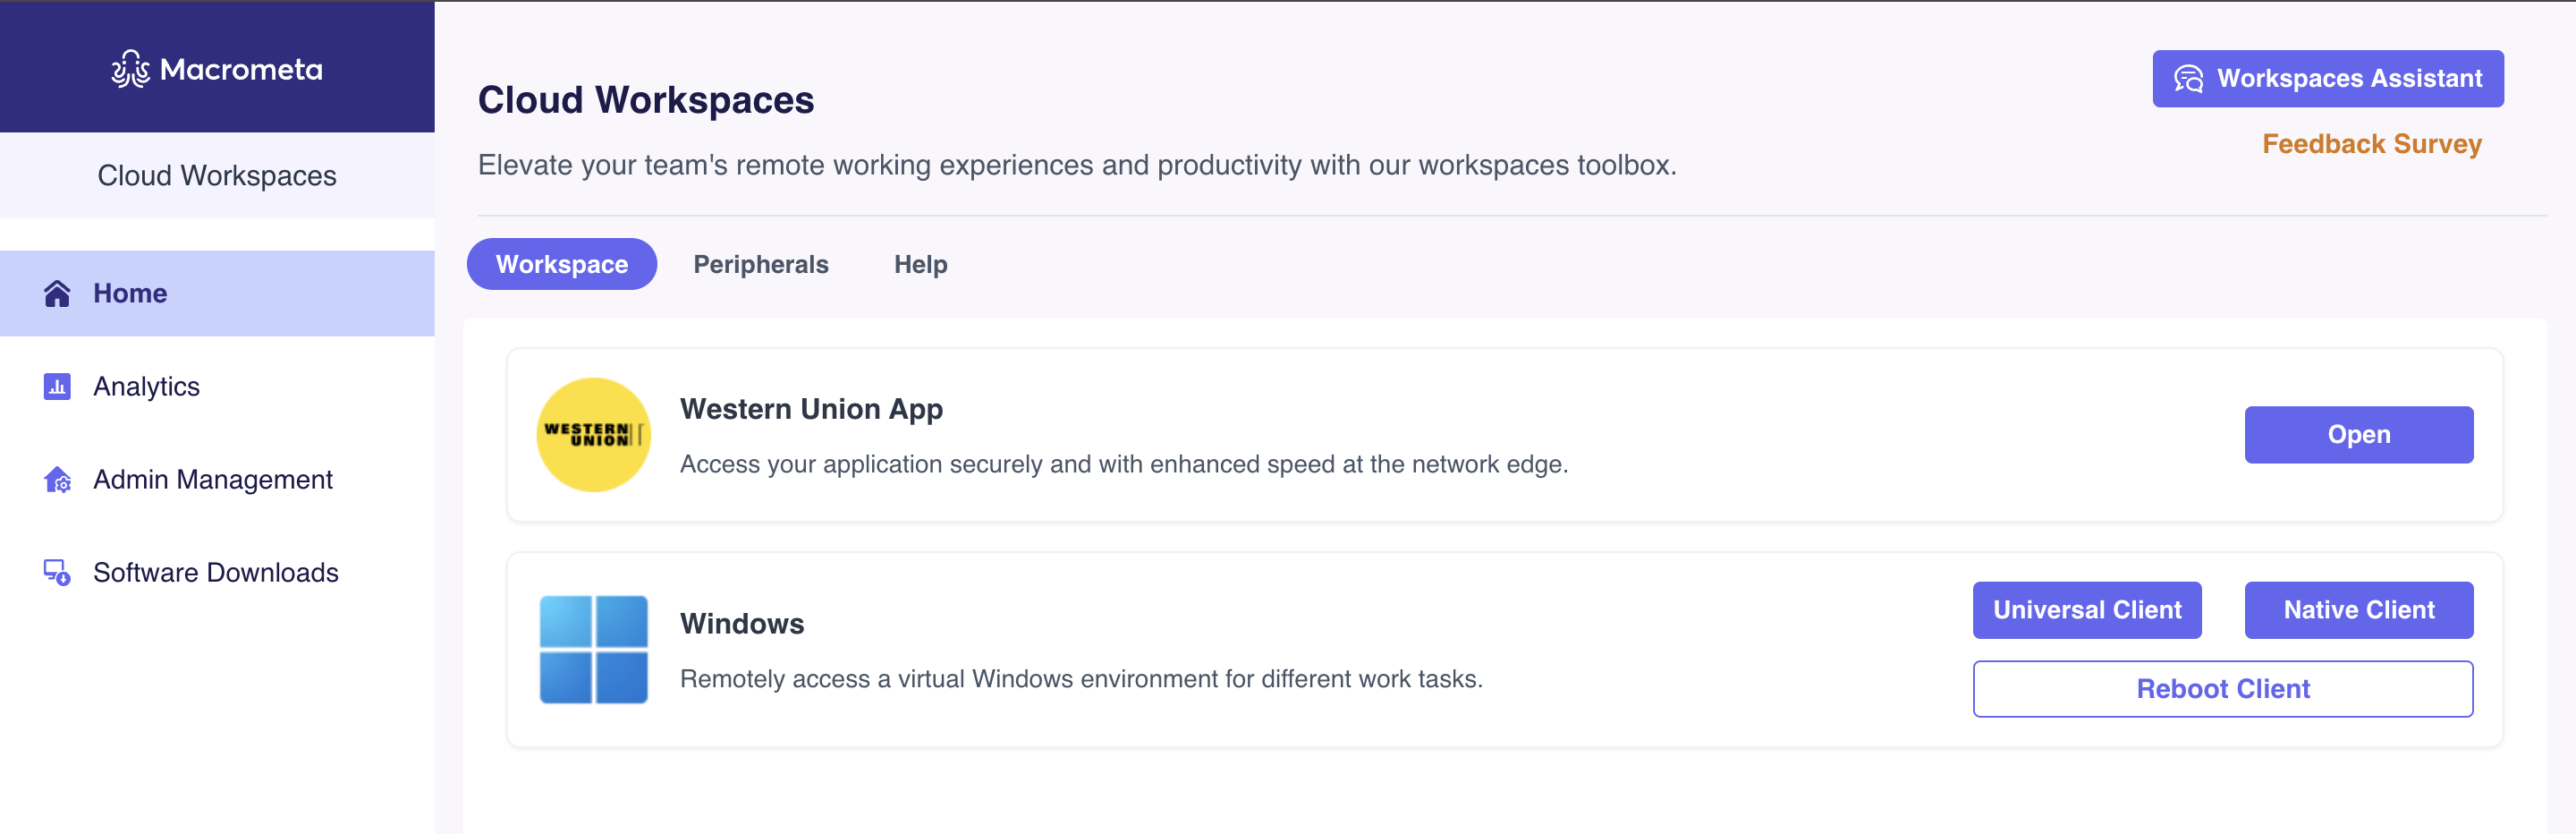 Macrometa
Cloud Workspaces
Home
Analytics
Admin Management
Software Downloads
Cloud Workspaces
Elevate your team's remote working experiences and productivity with our workspaces toolbox.
Workspaces Assistant
Feedback Survey
Workspace
Peripherals
Help
WESTERN
UNION
Western Union App
Access your application securely and with enhanced speed at the network edge.
Open
Windows
Remotely access a virtual Windows environment for different work tasks.
Universal Client
Native Client
Reboot Client